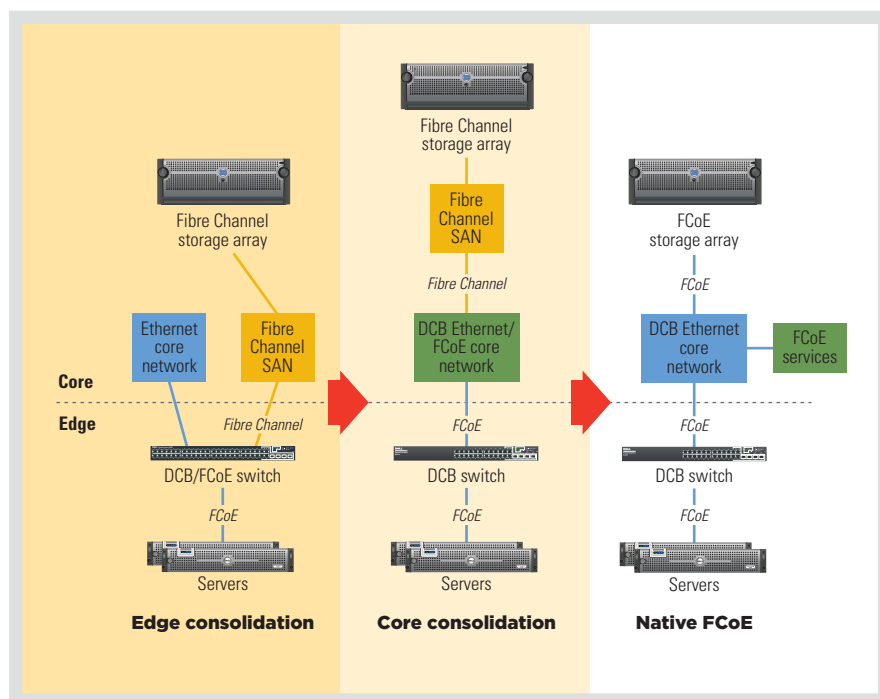 Fibre Channel
storage array
Ethernet
core
network
Fibre
Channel
SAN
Core
Edge
Fibre Channel
DCB/FCoE switch
FCoE
Servers
Edge consolidation
Fibre Channel
storage array
Fibre
Channel
SAN
Fibre Channel
DCB Ethernet/
FCoE core
network
FCoE
DCB switch
FCoE
Servers
Core consolidation
FCoE
storage array
FCoE
DCB Ethernet
core
network
FCoE
services
FCoE
DCB switch
FCoE
Servers
Native FCoE